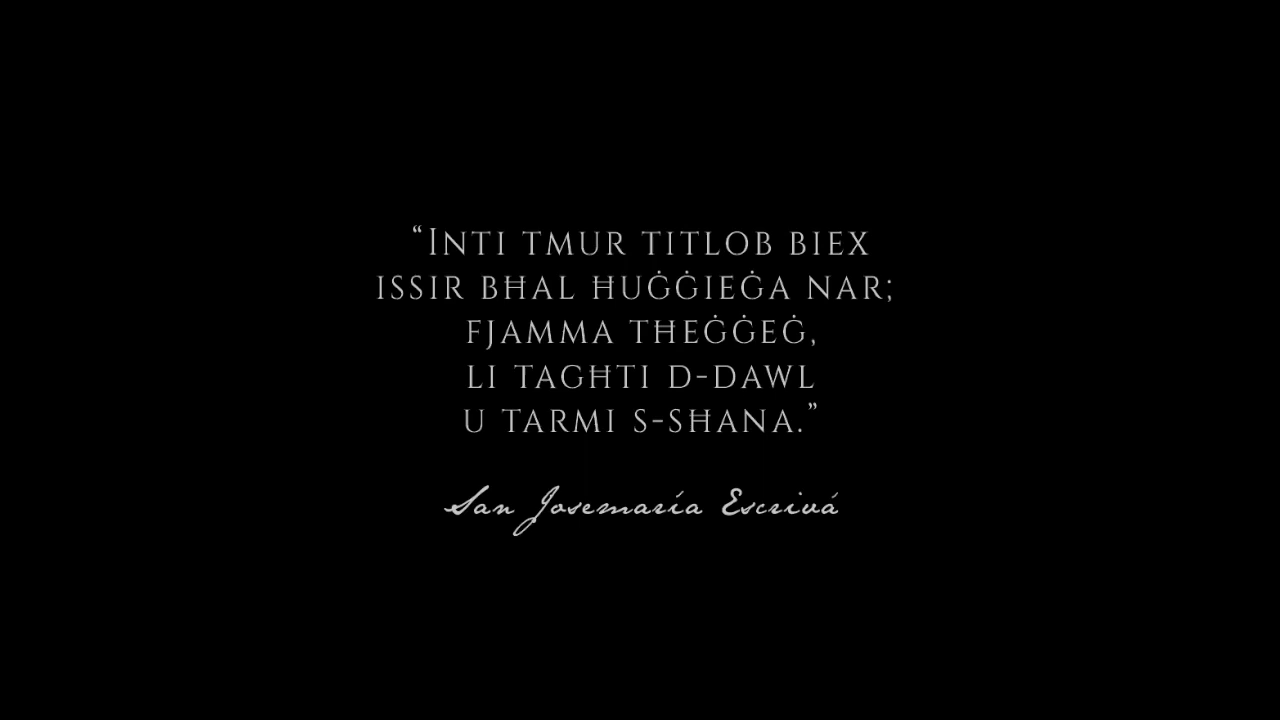 “INTI TMUR TITLOB BIEX
ISSIR BĦAL ĦUĠĠIEĠA NAR;
FJAMMA TĦEĠĠEĠ,
LI TAGĦTI D-DAWL
U TARMI S-SĦANA.”
San Josemaría Escrivá